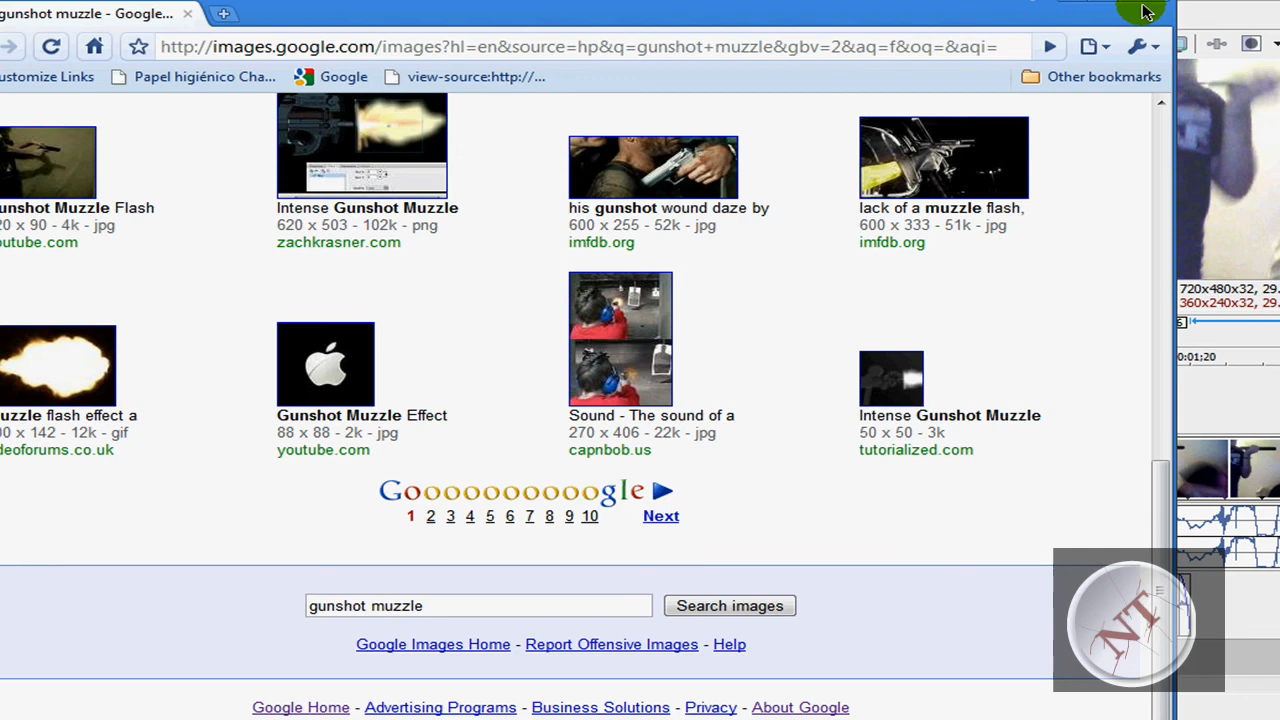 gunshot muzzle - Google...
http://images.google.com/images?hl=en&source=hp&q=gunshot+muzzle&gbv=2&aq=f&oq=&aqi=
ustomize Links Papel higiénico Cha... Google view-source:http://... Other bookmarks
unshot Muzzle Flash Intense Gunshot Muzzle his gunshot wound daze by lack of a muzzle flash,
20 x 90 - 4k - jpg 620 x 503 - 102k - png 600 x 255 - 52k - jpg 600 x 333 - 51k - jpg
outube.com zachkrasner.com imfdb.org imfdb.org
720x480x32, 29.
360x240x32, 29.
0:01;20
uzzle flash effect a Gunshot Muzzle Effect Sound - The sound of a Intense Gunshot Muzzle
00 x 142 - 12k - gif 88 x 88 - 2k - jpg 270 x 406 - 22k - jpg 50 x 50 - 3k
deoforums.co.uk youtube.com capnbob.us tutorialized.com
Goooooooooogle
1 2 3 4 5 6 7 8 9 10 Next
gunshot muzzle Search images
Google Images Home - Report Offensive Images - Help
NT
Google Home - Advertising Programs - Business Solutions - Privacy - About Google